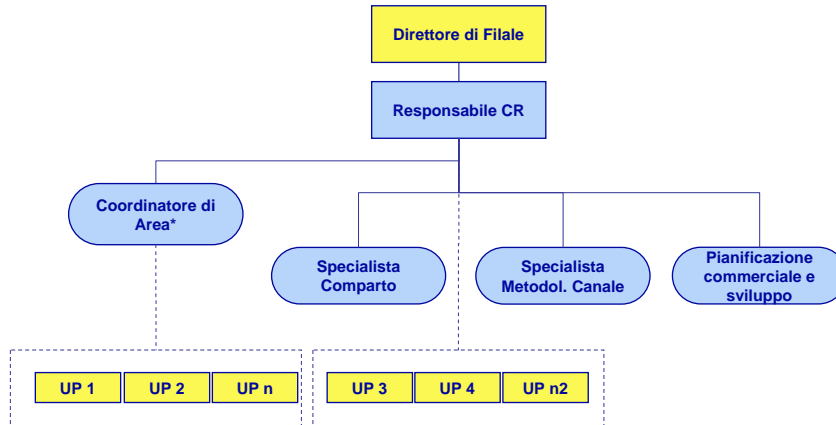 Direttore di Filale
Responsabile CR
Coordinatore di
Area*
Specialista
Comparto
Specialista
Metodol. Canale
Pianificazione
commerciale e
sviluppo
UP 1
UP 2
UP n
UP 3
UP 4
UP n2